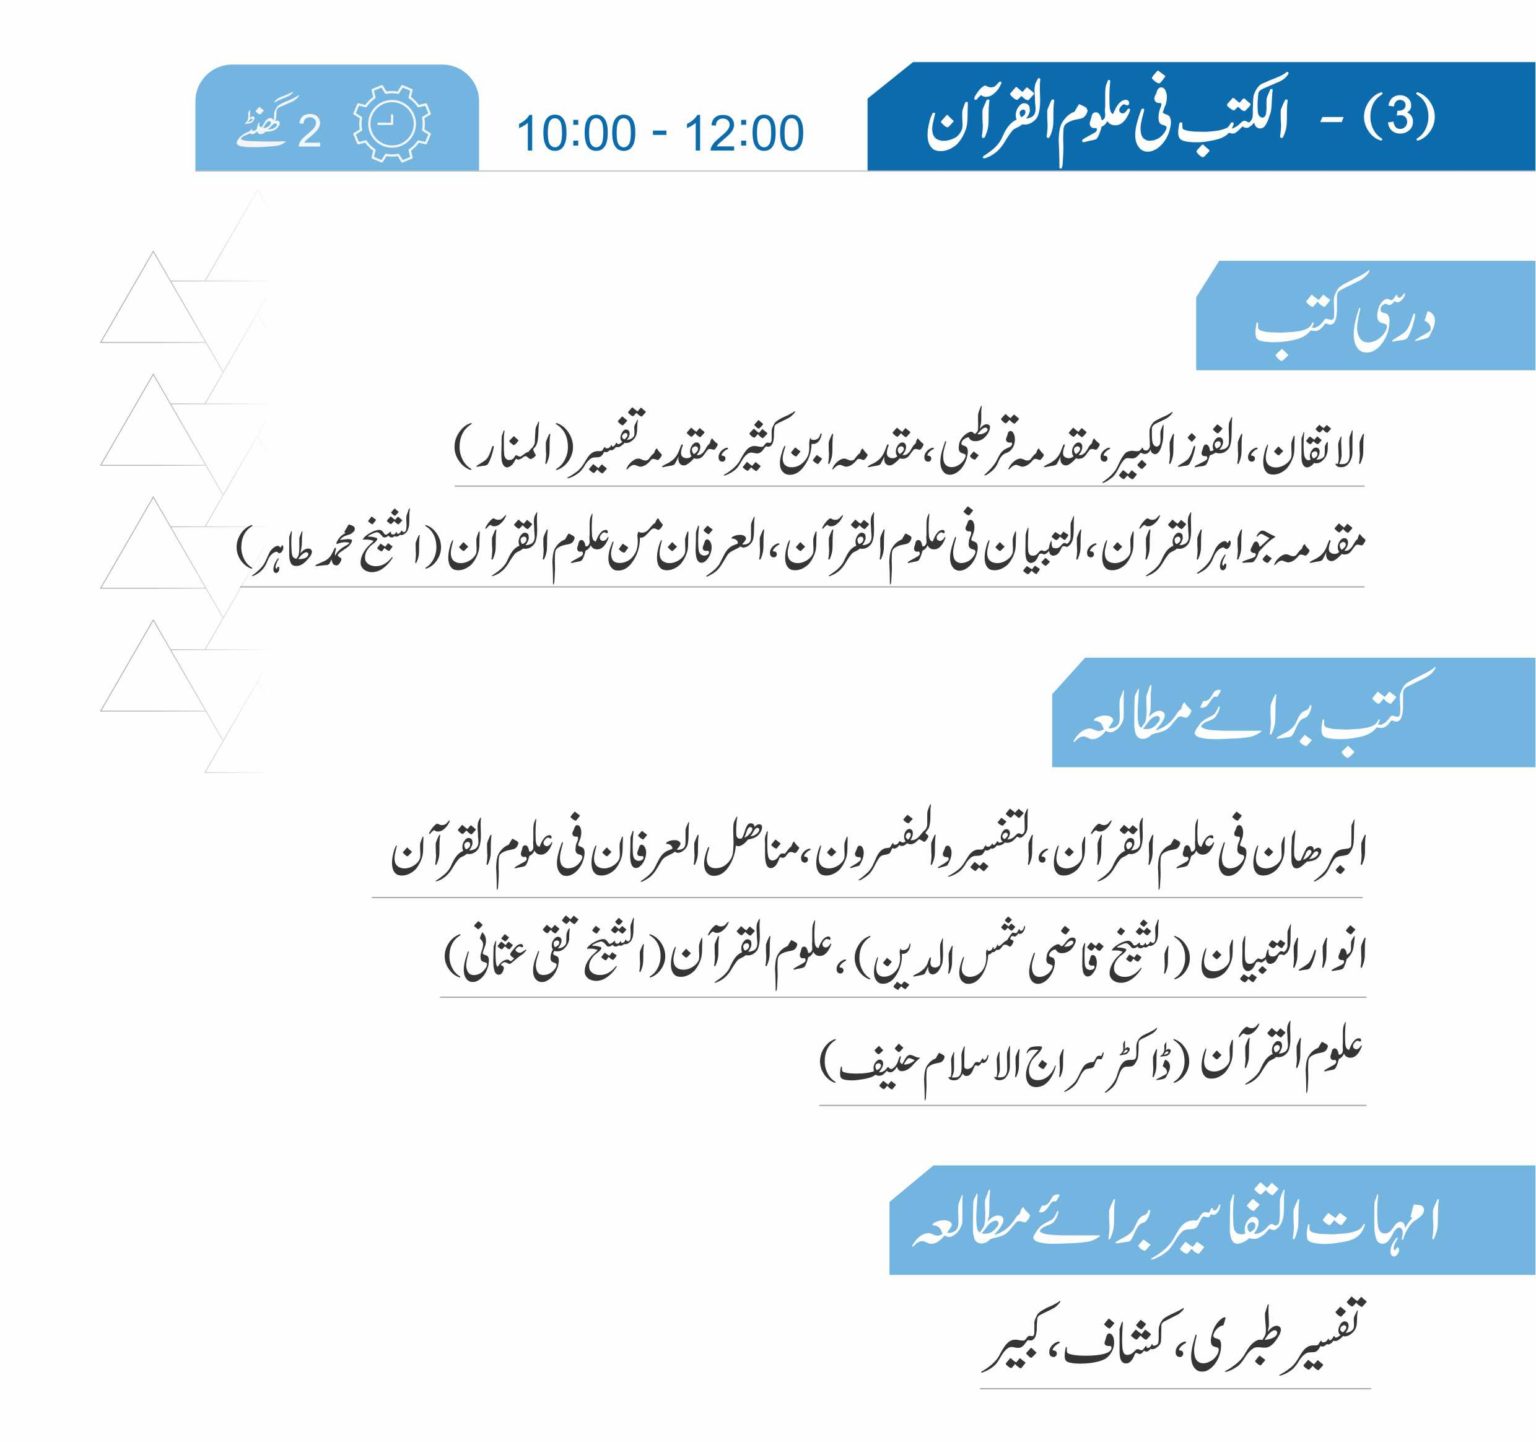 (3) - الکتب فی علوم القرآن
10:00 - 12:00
2 گھنٹے
درسی کتب
الاتقان،الفوز الکبیر،مقدمہ قرطبی،مقدمہ ابن کثیر،مقدمہ تفسیر (المنار)
مقدمہ جواہر القرآن،التبیان فی علوم القرآن،العرفان من علوم القرآن (الشیخ محمد طاہر)
کتب برائے مطالعہ
البرھان فی علوم القرآن،التفسیر والمفسرون،مناھل العرفان فی علوم القرآن
انوار التبیان (الشیخ قاضی شمس الدین)، علوم القرآن (الشیخ تقی عثمانی)
علوم القرآن (ڈاکٹر سراج الاسلام حنیف)
امہات التفاسیر برائے مطالعہ
تفسیر طبری، کشاف، کبیر